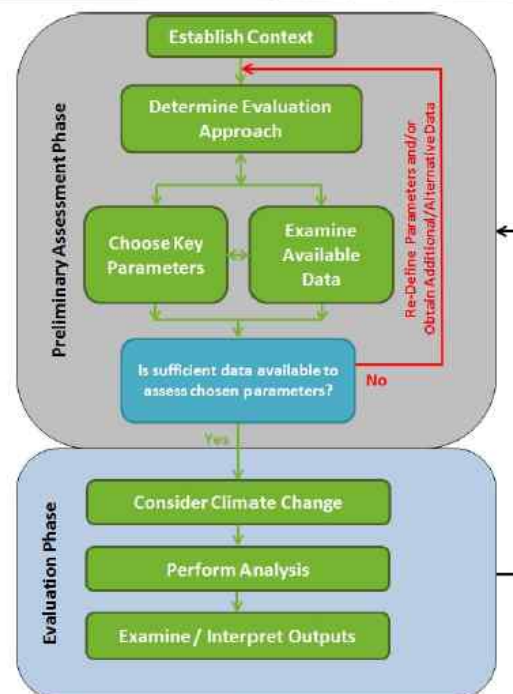 Establish Context
Determine Evaluation
Approach
Choose Key
Parameters
Examine
Available
Data
Is sufficient data available to
assess chosen parameters?
No
Yes
Re-Define Parameters and/or
Obtain Additional/Alternative Data
Preliminary Assessment Phase
Consider Climate Change
Perform Analysis
Examine / Interpret Outputs
Evaluation Phase